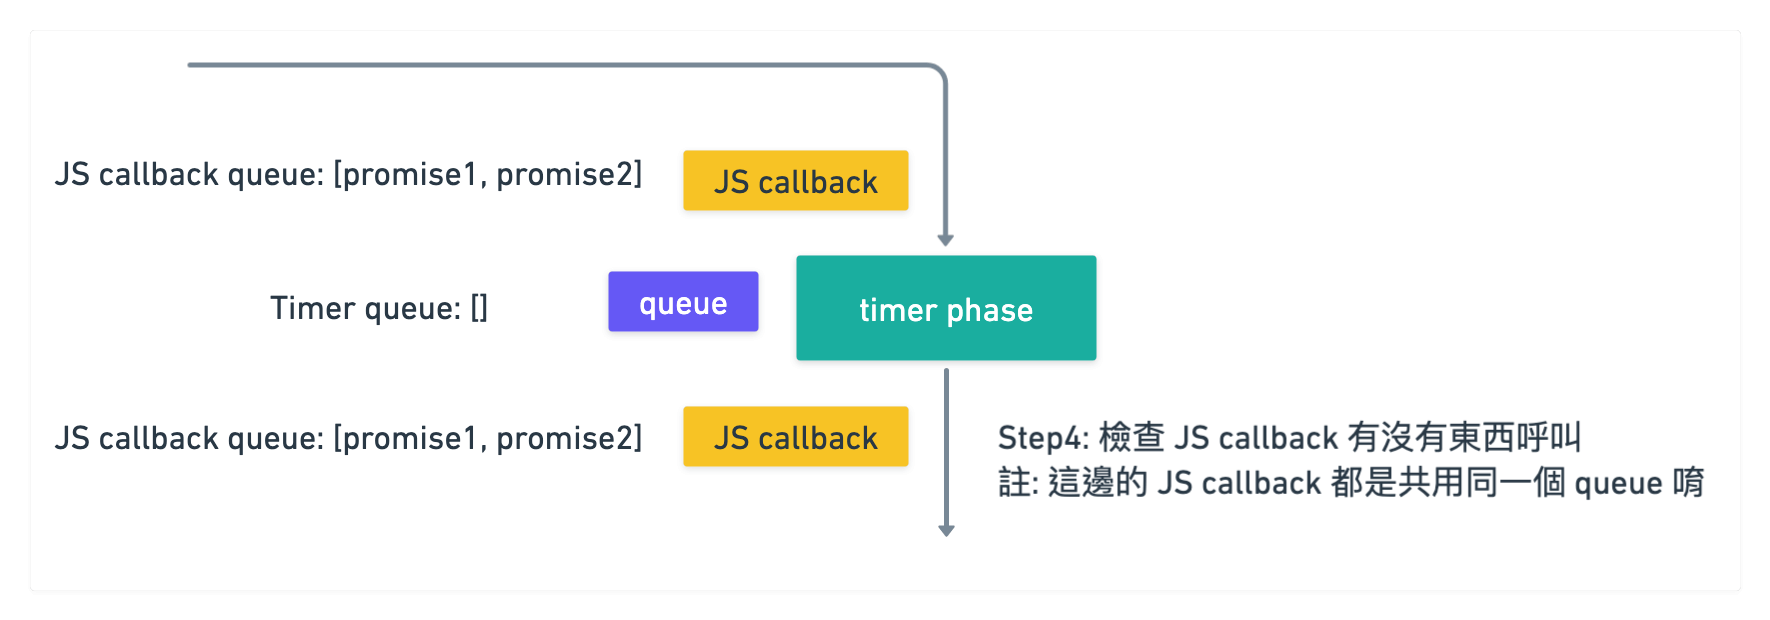 JS callback queue: [promise1, promise2]
JS callback
Timer queue: []
queue
timer phase
JS callback queue: [promise1, promise2]
JS callback
Step4: 檢查 JS callback 有沒有東西呼叫
註: 這邊的 JS callback 都是共用同一個 queue 唷